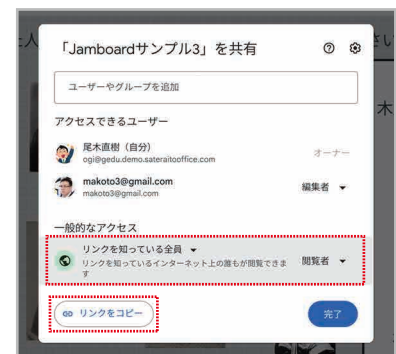 「Jamboardサンプル3」を共有
ユーザーやグループを追加
アクセスできるユーザー
尾木直樹（自分）
ogi@gedu.demo.sateraitooffice.com
オーナー
makoto3@gmail.com
makoto3@gmail.com
編集者
一般的なアクセス
リンクを知っている全員
リンクを知っているインターネット上の誰もが閲覧できま
す
閲覧者
リンクをコピー
完了
人
さい
木